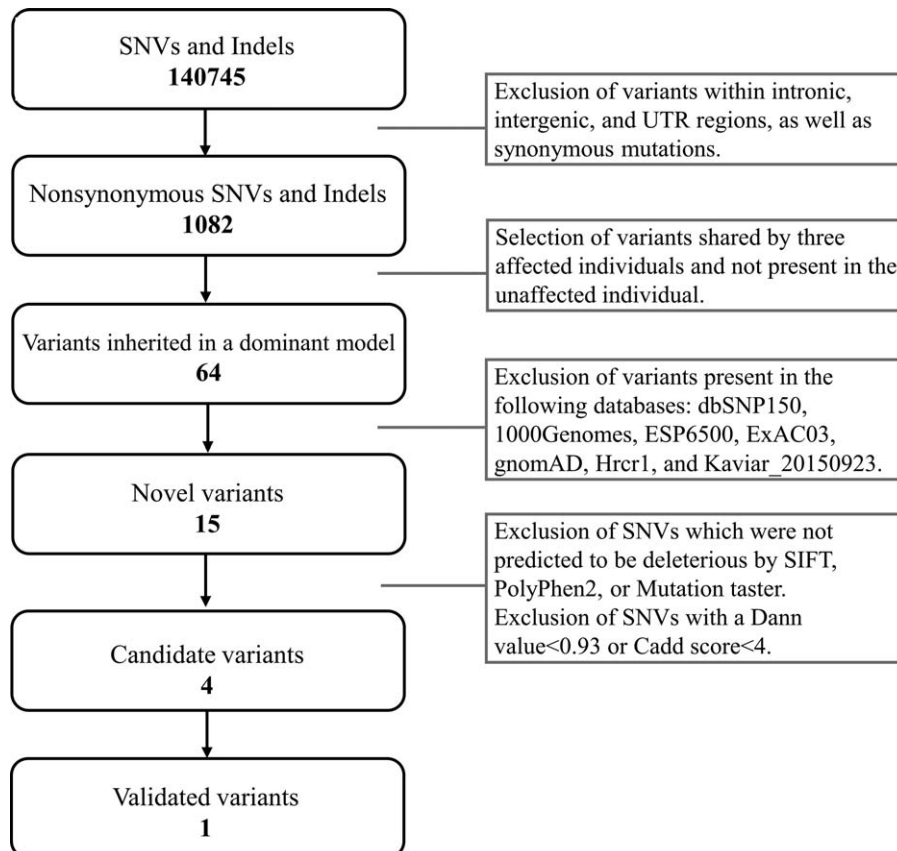 SNVs and Indels
140745
Exclusion of variants within intronic,
intergenic, and UTR regions, as well as
synonymous mutations.
Nonsynonymous SNVs and Indels
1082
Selection of variants shared by three
affected individuals and not present in the
unaffected individual.
Variants inherited in a dominant model
64
Exclusion of variants present in the
following databases: dbSNP150,
1000Genomes, ESP6500, ExAC03,
gnomAD, Hrcr1, and Kaviar_20150923.
Novel variants
15
Exclusion of SNVs which were not
predicted to be deleterious by SIFT,
PolyPhen2, or Mutation taster.
Exclusion of SNVs with a Dann
value<0.93 or Cadd score<4.
Candidate variants
4
Validated variants
1